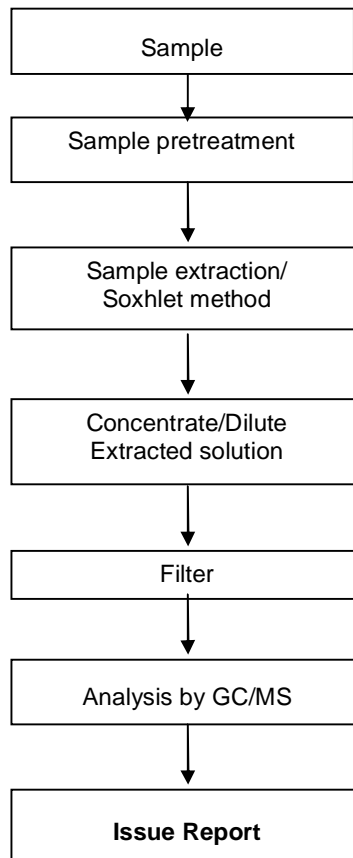 Sample
Sample pretreatment
Sample extraction/
Soxhlet method
Concentrate/Dilute
Extracted solution
Filter
Analysis by GC/MS
Issue Report